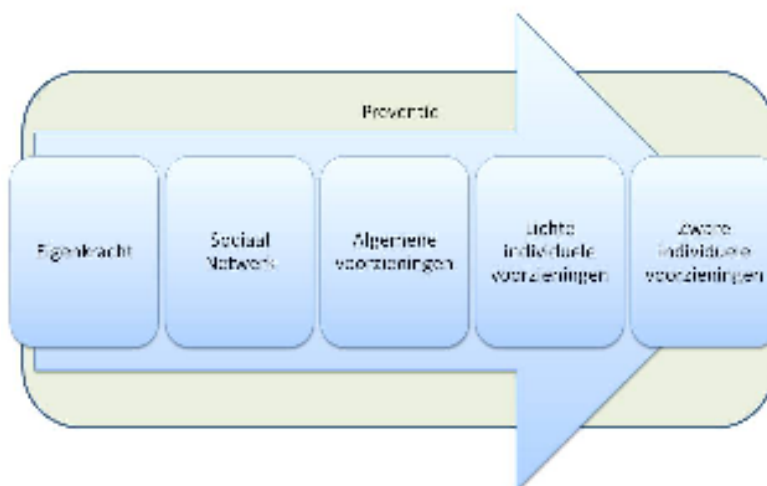 Preventie
Eigenkracht
Sociaal
Netwerk
Algemene
voorzieningen
Lichte
individuele
voorzieningen
Zware
individuele
voorzieningen